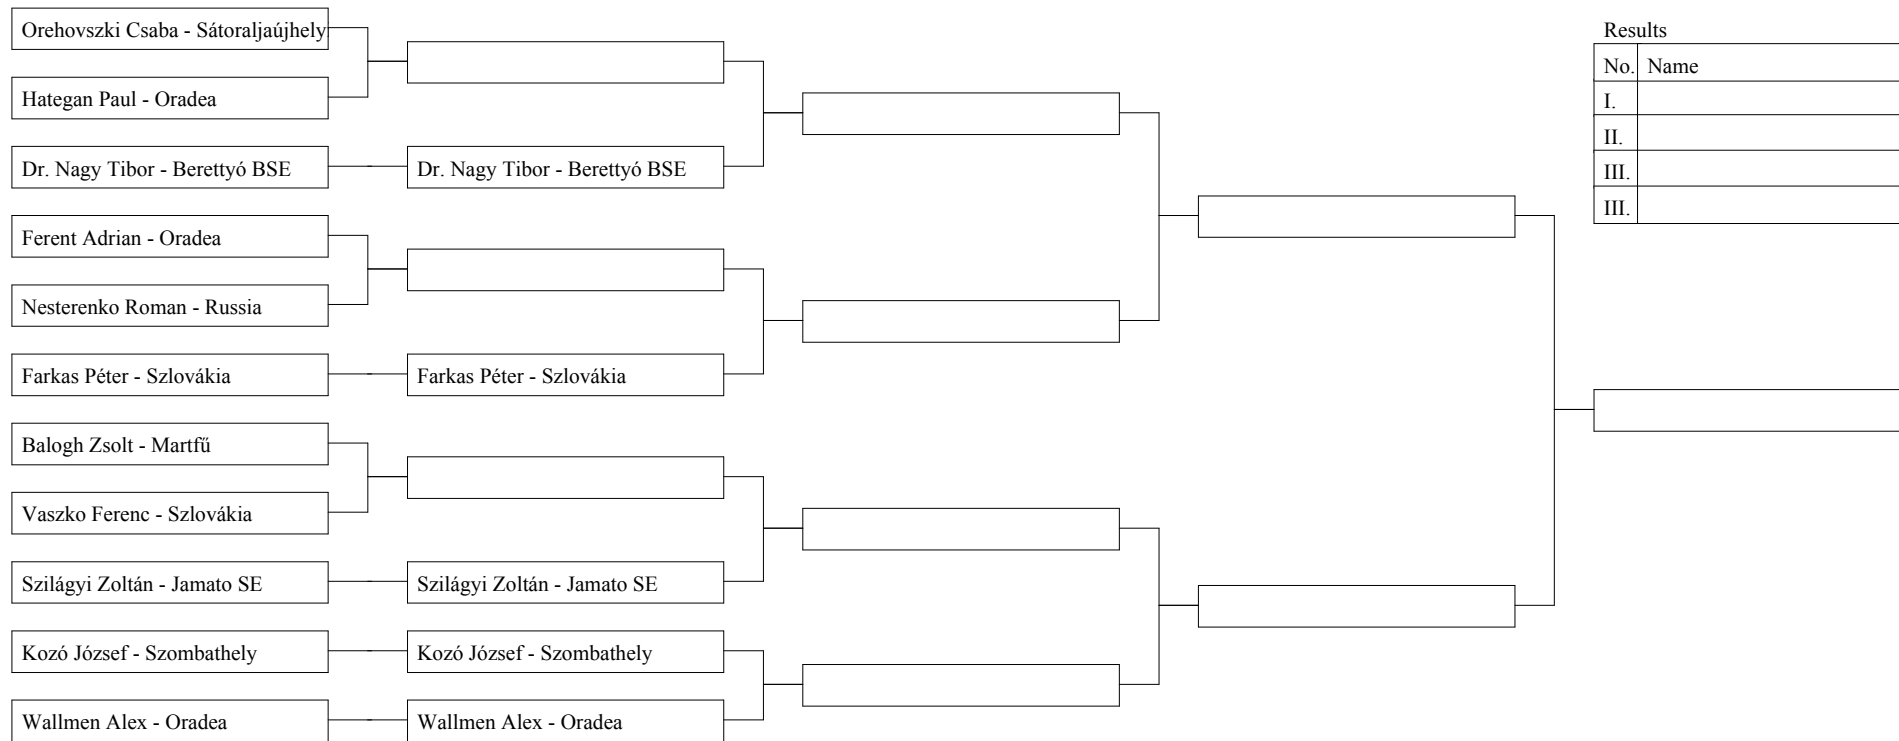 Orehovszki Csaba - Sátoraljaújhely
Hategan Paul - Oradea
Dr. Nagy Tibor - Berettyó BSE
Dr. Nagy Tibor - Berettyó BSE
Ferent Adrian - Oradea
Nesterenko Roman - Russia
Farkas Péter - Szlovákia
Farkas Péter - Szlovákia
Balogh Zsolt - Martfű
Vaszko Ferenc - Szlovákia
Szilágyi Zoltán - Jamato SE
Szilágyi Zoltán - Jamato SE
Kozó József - Szombathely
Kozó József - Szombathely
Wallmen Alex - Oradea
Wallmen Alex - Oradea
Results
No. Name
I.
II.
III.
III.